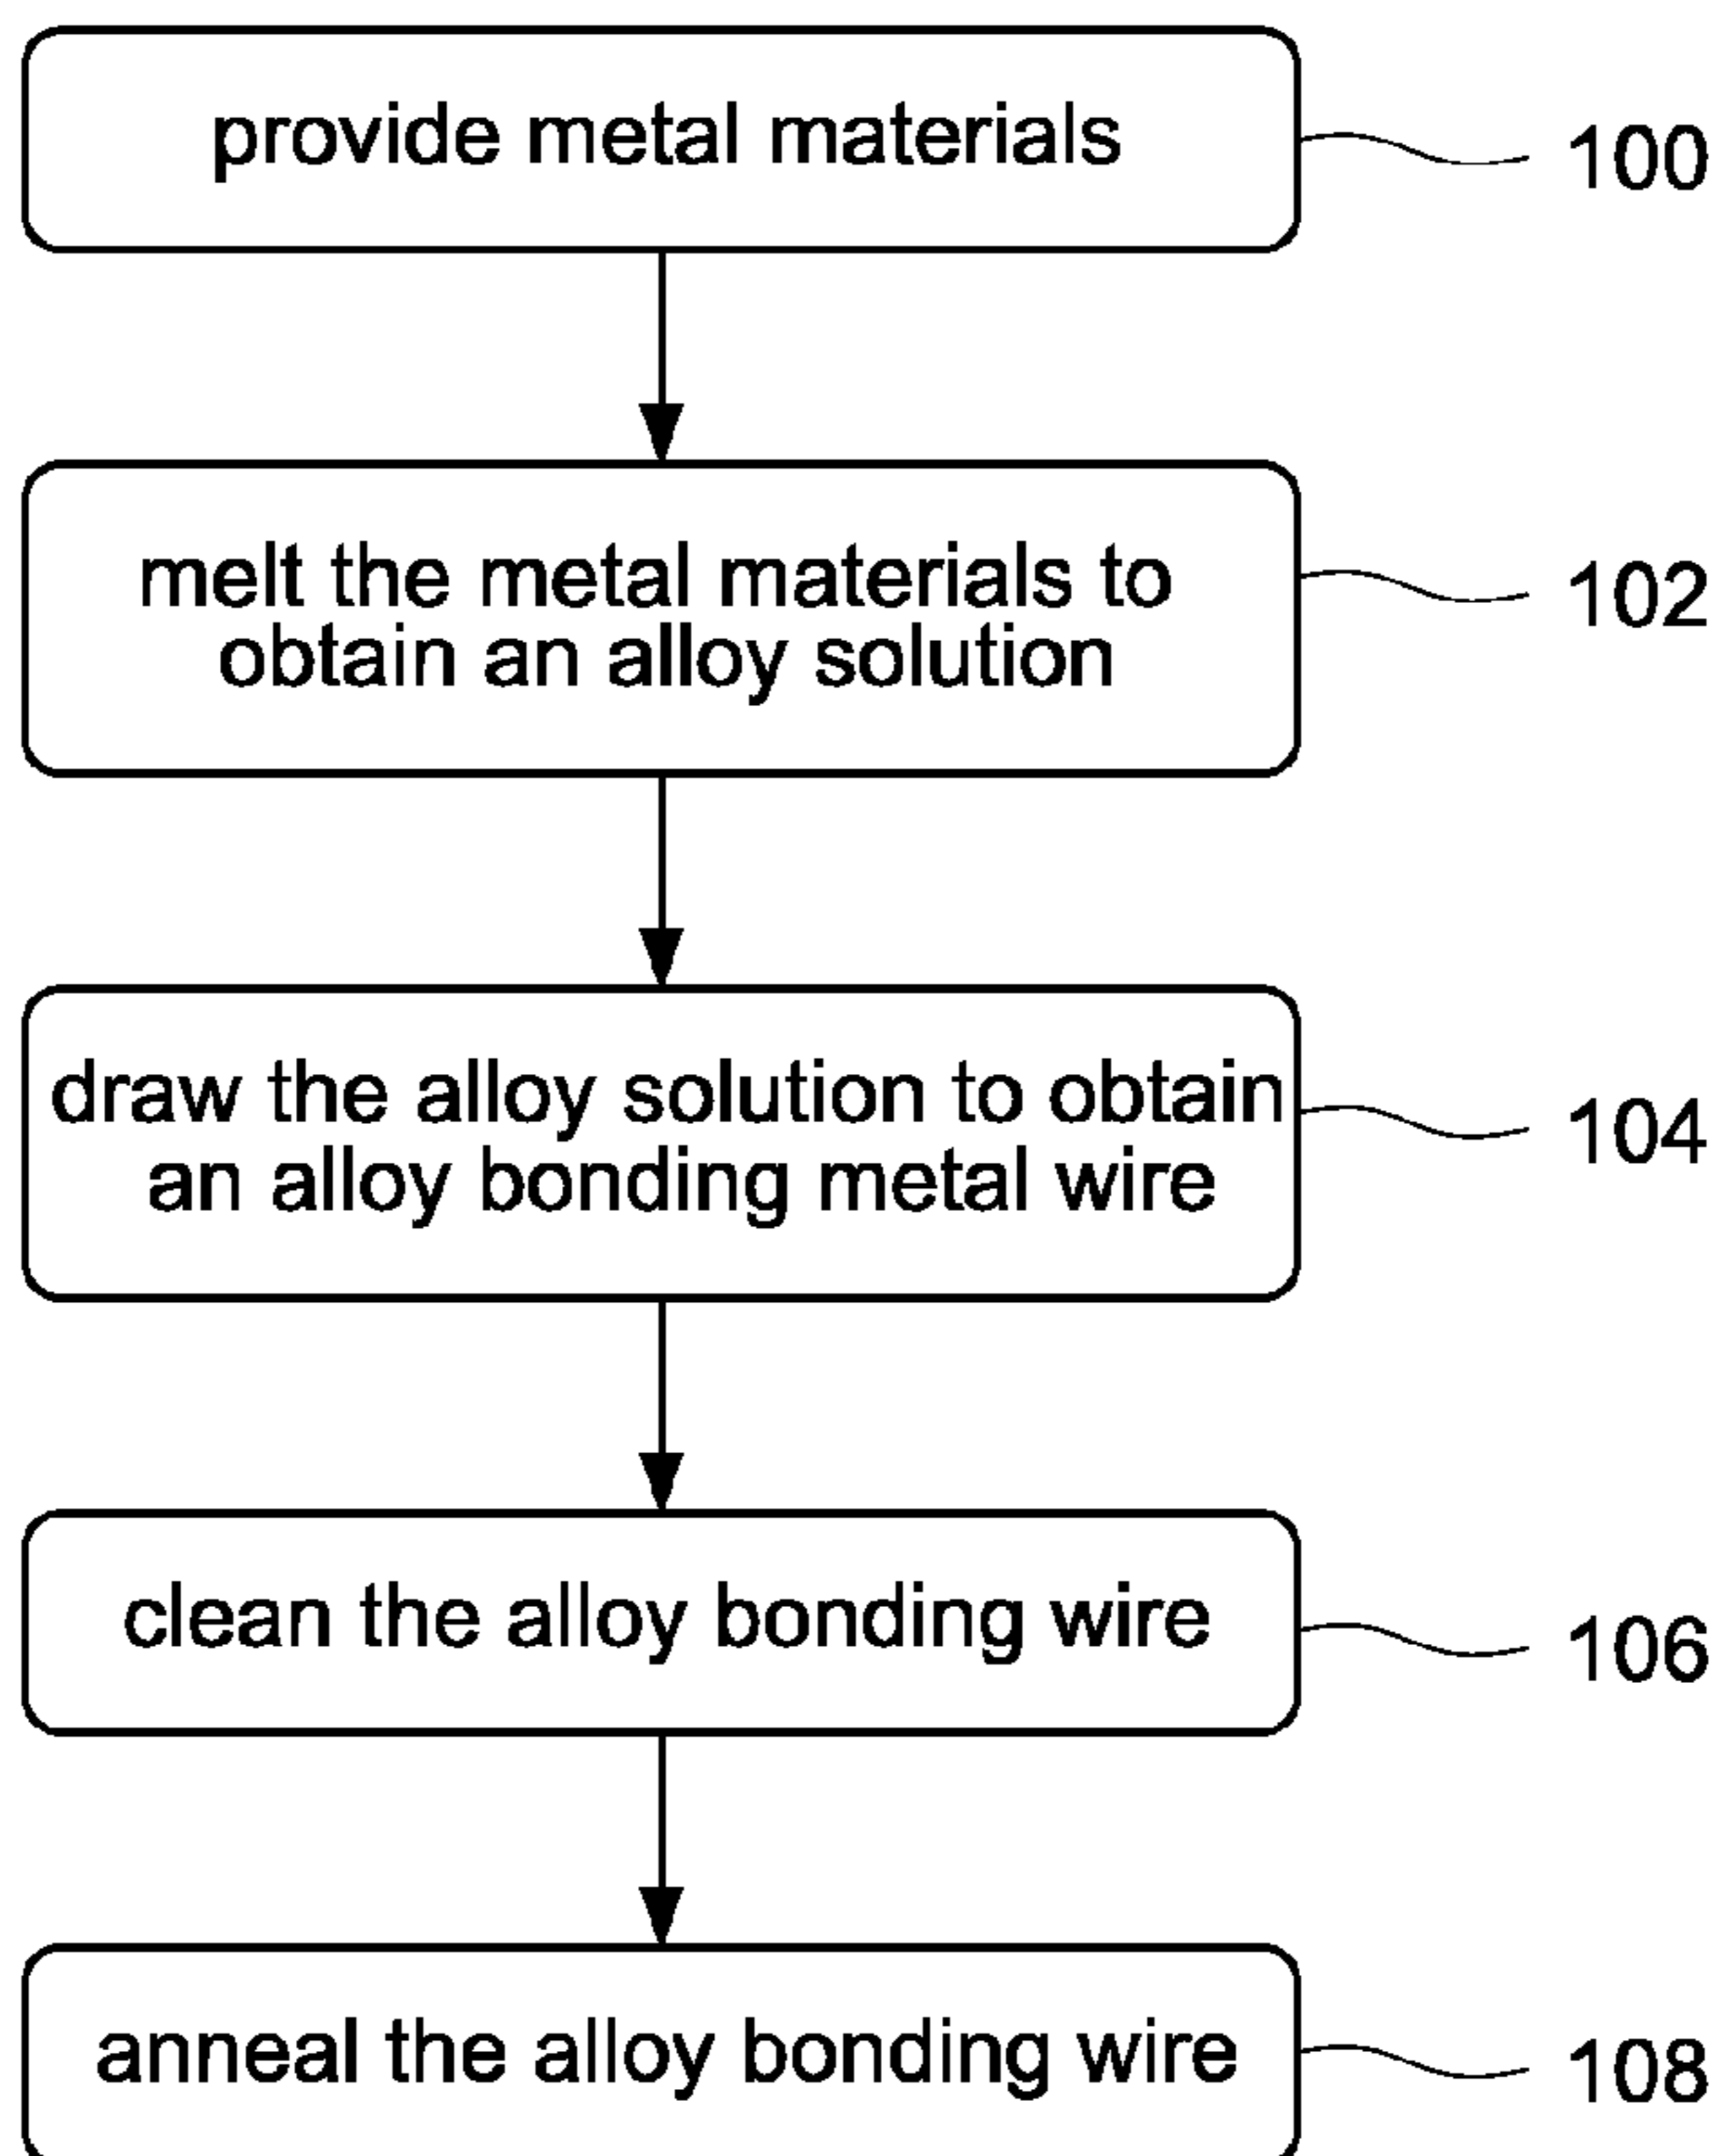 provide metal materials
100
melt the metal materials to
obtain an alloy solution
102
draw the alloy solution to obtain
an alloy bonding metal wire
104
clean the alloy bonding wire
106
anneal the alloy bonding wire
108